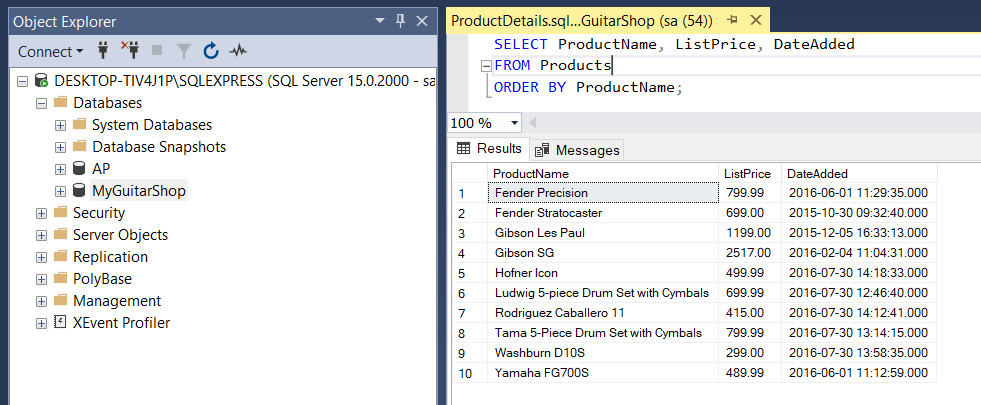 Object Explorer
Connect
DESKTOP-TIV4J1P\SQLEXPRESS (SQL Server 15.0.2000 - sa
Databases
System Databases
Database Snapshots
AP
MyGuitarShop
Security
Server Objects
Replication
PolyBase
Management
XEvent Profiler
ProductDetails.sql...GuitarShop (sa (54))
SELECT ProductName, ListPrice, DateAdded
FROM Products
ORDER BY ProductName;
100 %
Results Messages
ProductName ListPrice DateAdded
1 Fender Precision 799.99 2016-06-01 11:29:35.000
2 Fender Stratocaster 699.00 2015-10-30 09:32:40.000
3 Gibson Les Paul 1199.00 2015-12-05 16:33:13.000
4 Gibson SG 2517.00 2016-02-04 11:04:31.000
5 Hofner Icon 499.99 2016-07-30 14:18:33.000
6 Ludwig 5-piece Drum Set with Cymbals 699.99 2016-07-30 12:46:40.000
7 Rodriguez Caballero 11 415.00 2016-07-30 14:12:41.000
8 Tama 5-Piece Drum Set with Cymbals 799.99 2016-07-30 13:14:15.000
9 Washburn D10S 299.00 2016-07-30 13:58:35.000
10 Yamaha FG700S 489.99 2016-06-01 11:12:59.000